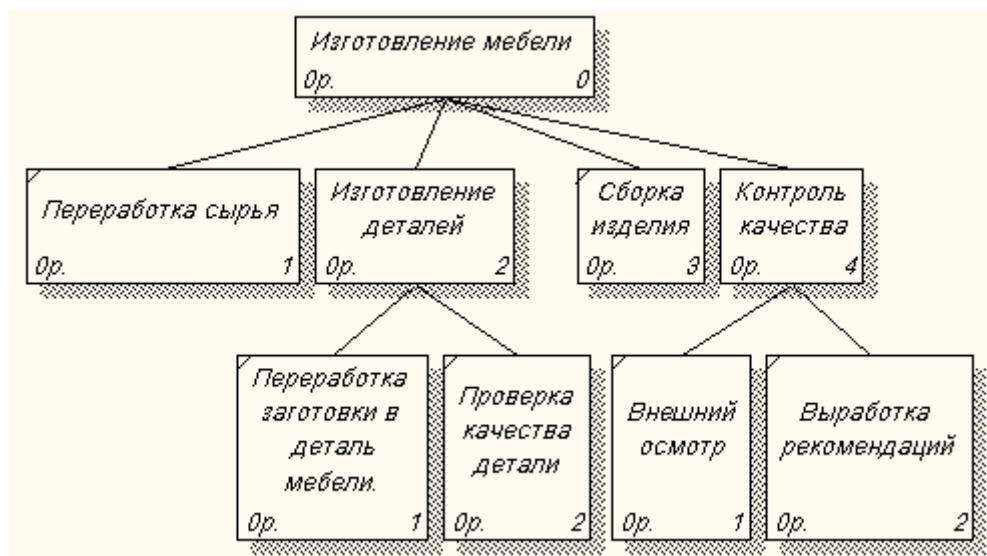 Изготовление мебели
0р. 0
Переработка сырья
0р. 1
Изготовление
деталей
0р. 2
Сборка
изделия
0р. 3
Контроль
качества
0р. 4
Переработка
заготовки в
деталь
мебели.
0р. 1
Проверка
качества
детали
0р. 2
Внешний
осмотр
0р. 1
Выработка
рекомендаций
0р. 2